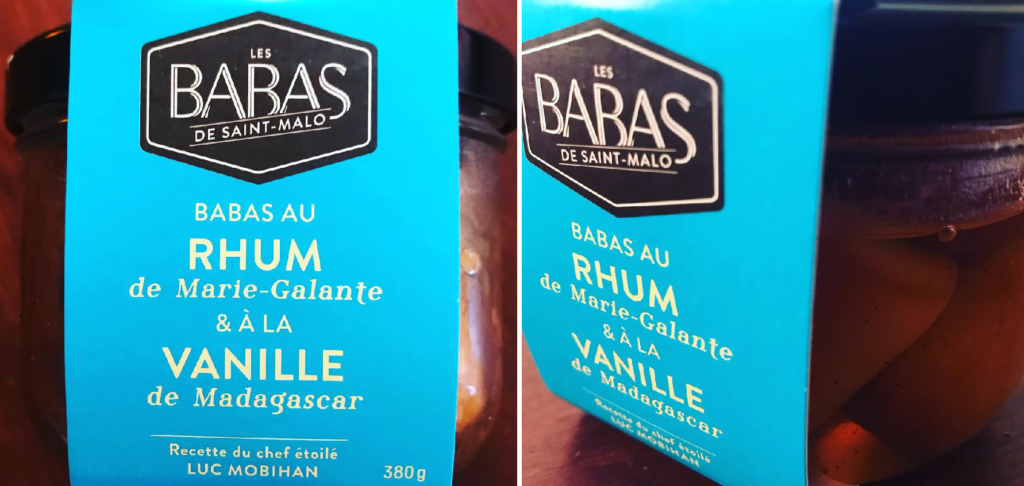 LES
BABAS
DE SAINT-MALO
BABAS AU
RHUM
de Marie-Galante
& À LA
VANILLE
de Madagascar
Recette du chef étoilé
LUC MOBIHAN
380g
LES
BABAS
DE SAINT-MALO
BABAS AU
RHUM
de Marie-Galante
& À LA
VANILLE
de Madagascar
Recette du chef étoilé
LUC MOBIHAN